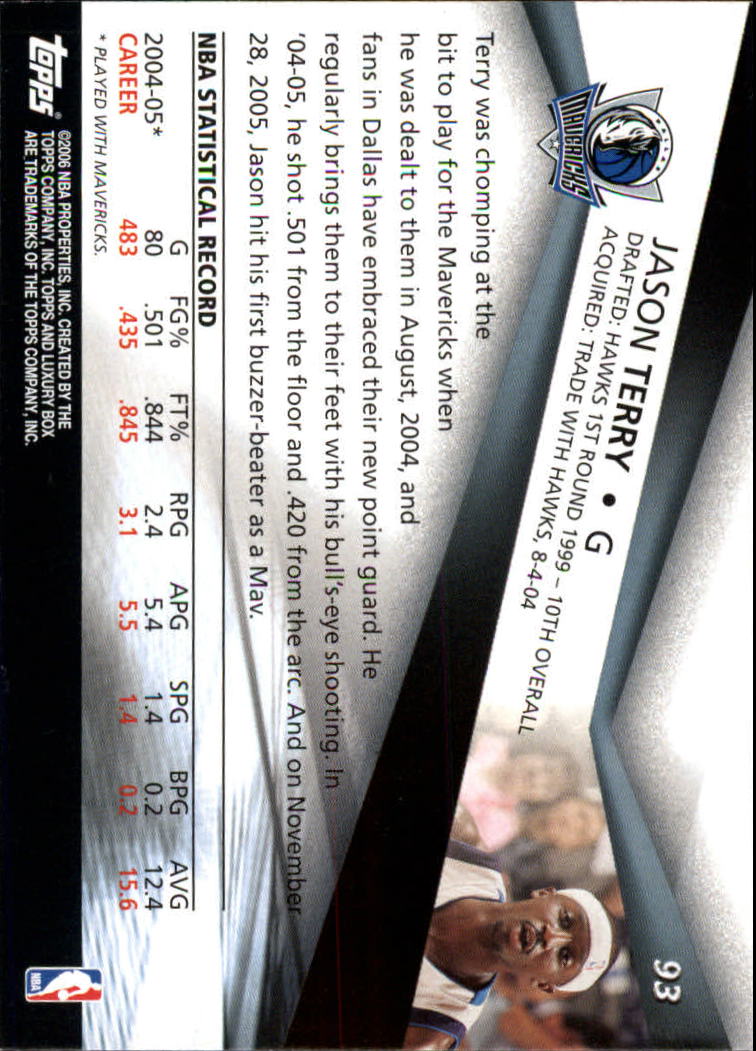 93
JASON TERRY • G
DRAFTED: HAWKS 1ST ROUND 1999 – 10TH OVERALL
ACQUIRED: TRADE WITH HAWKS, 8-4-04
DALLAS
MAVERICKS
Terry was chomping at the
bit to play for the Mavericks when
he was dealt to them in August, 2004, and
fans in Dallas have embraced their new point guard. He
regularly brings them to their feet with his bull's-eye shooting. In
'04-05, he shot .501 from the floor and .420 from the arc. And on November
28, 2005, Jason hit his first buzzer-beater as a Mav.
NBA STATISTICAL RECORD
G FG% FT% RPG APG SPG BPG AVG
2004-05* 80 .501 .844 2.4 5.4 1.4 0.2 12.4
CAREER 483 .435 .845 3.1 5.5 1.4 0.2 15.6
* PLAYED WITH MAVERICKS.
topps®
©2006 NBA PROPERTIES, INC. CREATED BY THE
TOPPS COMPANY, INC. TOPPS AND LUXURY BOX
ARE TRADEMARKS OF THE TOPPS COMPANY, INC.
NBA